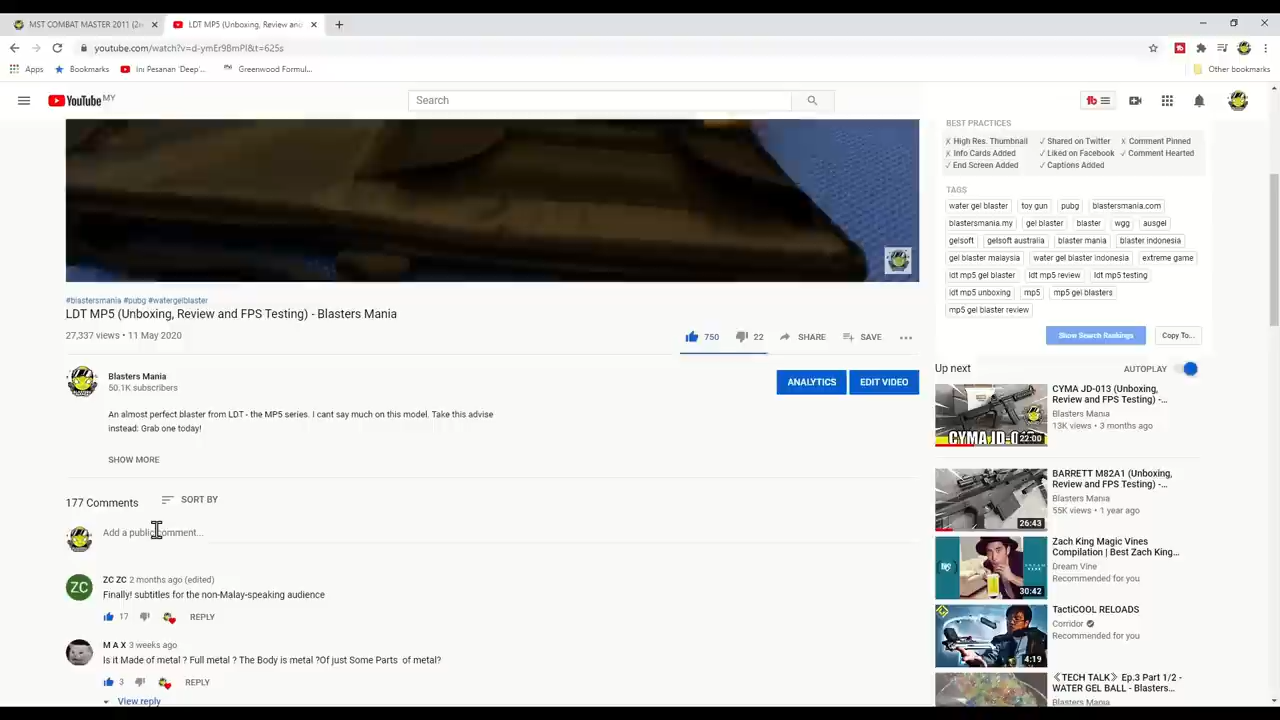 MST COMBAT MASTER 2011 (2
LDT MP5 (Unboxing, Review and
youtube.com/watch?v=d-ymEr98mPI&t=625s
Apps
Bookmarks
Ini Pesanan 'Deep'...
Greenwood Formul...
Other bookmarks
YouTube MY
Search
#blastersmania #pubg #watergelblaster
LDT MP5 (Unboxing, Review and FPS Testing) - Blasters Mania
27,337 views • 11 May 2020
750
22
SHARE
SAVE
Blasters Mania
50.1K subscribers
ANALYTICS
EDIT VIDEO
An almost perfect blaster from LDT - the MP5 series. I cant say much on this model. Take this advise
instead: Grab one today!
SHOW MORE
177 Comments
SORT BY
Add a public comment...
ZC
ZC ZC 2 months ago (edited)
Finally! subtitles for the non-Malay-speaking audience
17
REPLY
M A X 3 weeks ago
Is it Made of metal ? Full metal ? The Body is metal ?Of just Some Parts of metal?
3
REPLY
View reply
BEST PRACTICES
✗ High Res. Thumbnail ✓ Shared on Twitter ✗ Comment Pinned
✗ Info Cards Added ✓ Liked on Facebook ✓ Comment Hearted
✓ End Screen Added ✓ Captions Added
TAGS
water gel blaster toy gun pubg blastersmania.com
blastersmania.my gel blaster blaster wgg ausgel
gelsoft gelsoft australia blaster mania blaster indonesia
gel blaster malaysia water gel blaster indonesia extreme game
ldt mp5 gel blaster ldt mp5 review ldt mp5 testing
ldt mp5 unboxing mp5 mp5 gel blasters
mp5 gel blaster review
Show Search Rankings
Copy To...
Up next
AUTOPLAY
CYMA JD-0
22:00
CYMA JD-013 (Unboxing,
Review and FPS Testing) -...
Blasters Mania
13K views • 3 months ago
26:43
BARRETT M82A1 (Unboxing,
Review and FPS Testing) -...
Blasters Mania
55K views • 1 year ago
30:42
Zach King Magic Vines
Compilation | Best Zach King...
Dream Vine
Recommended for you
4:19
TactiCOOL RELOADS
Corridor
Recommended for you
《TECH TALK》 Ep.3 Part 1/2 -
WATER GEL BALL - Blasters...
Blasters Mania